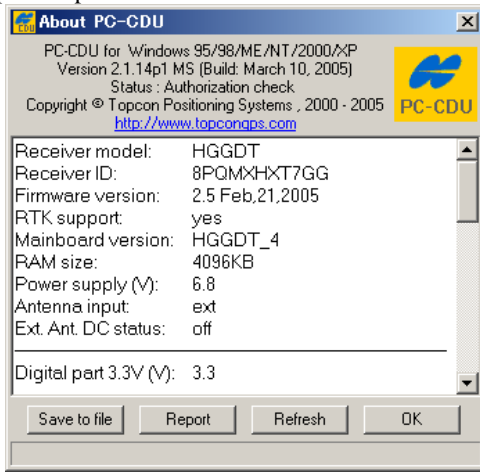 About PC-CDU
PC-CDU for Windows 95/98/ME/NT/2000/XP
Version 2.1.14p1 MS (Build: March 10, 2005)
Status : Authorization check
Copyright © Topcon Positioning Systems , 2000 - 2005
http://www.topcongps.com
PC-CDU
Receiver model: HGGDT
Receiver ID: 8PQMXHXT7GG
Firmware version: 2.5 Feb,21,2005
RTK support: yes
Mainboard version: HGGDT_4
RAM size: 4096KB
Power supply (V): 6.8
Antenna input: ext
Ext. Ant. DC status: off
Digital part 3.3V (V): 3.3
Save to file Report Refresh OK